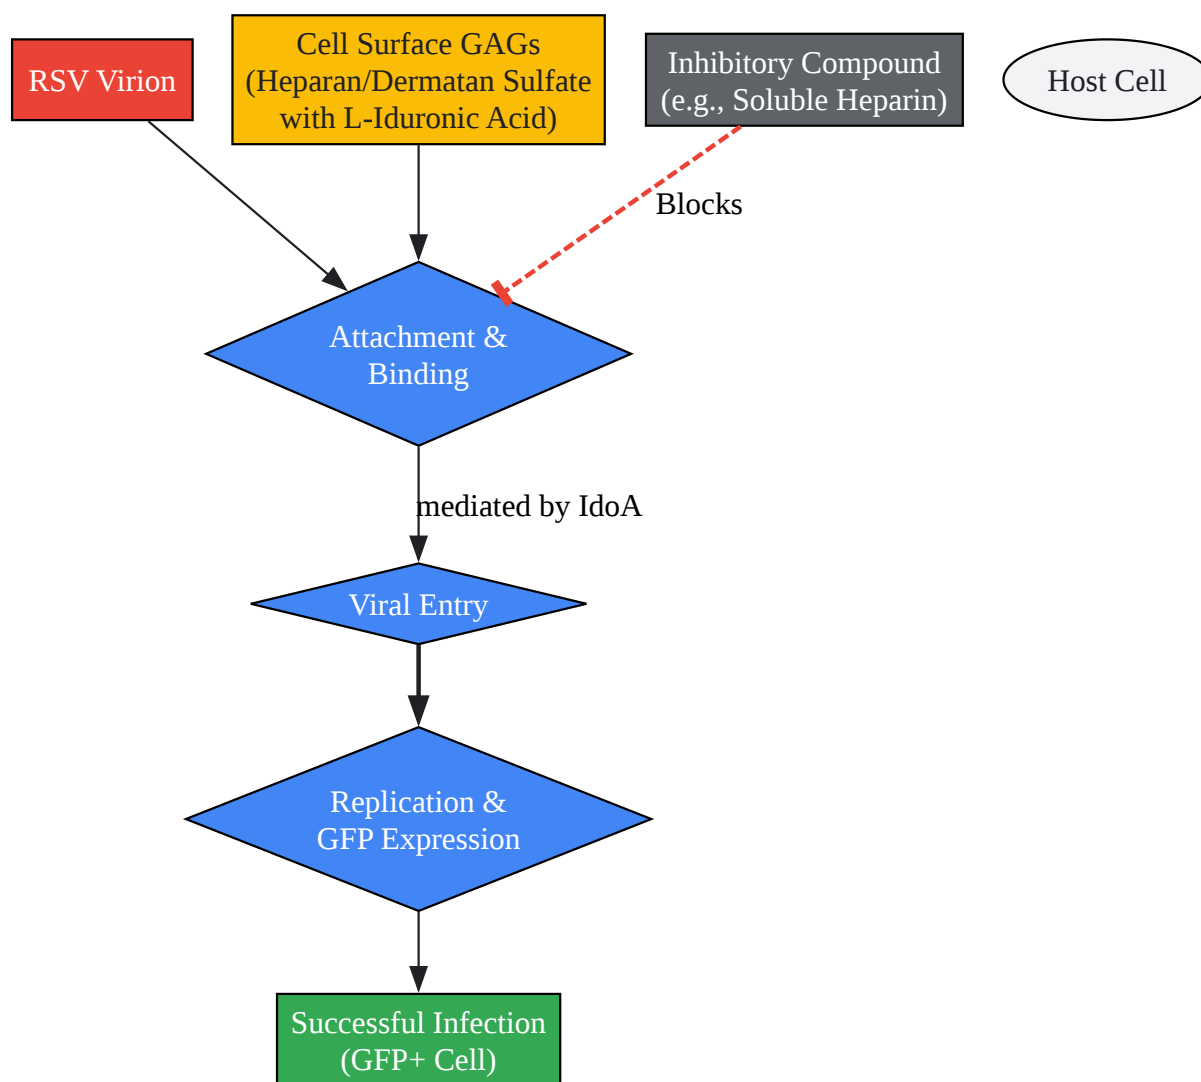 RSV Virion
Cell Surface GAGs
(Heparan/Dermatan Sulfate
with L-Iduronic Acid)
Inhibitory Compound
(e.g., Soluble Heparin)
Host Cell
Blocks
Attachment &
Binding
mediated by IdoA
Viral Entry
Replication &
GFP Expression
Successful Infection
(GFP+ Cell)